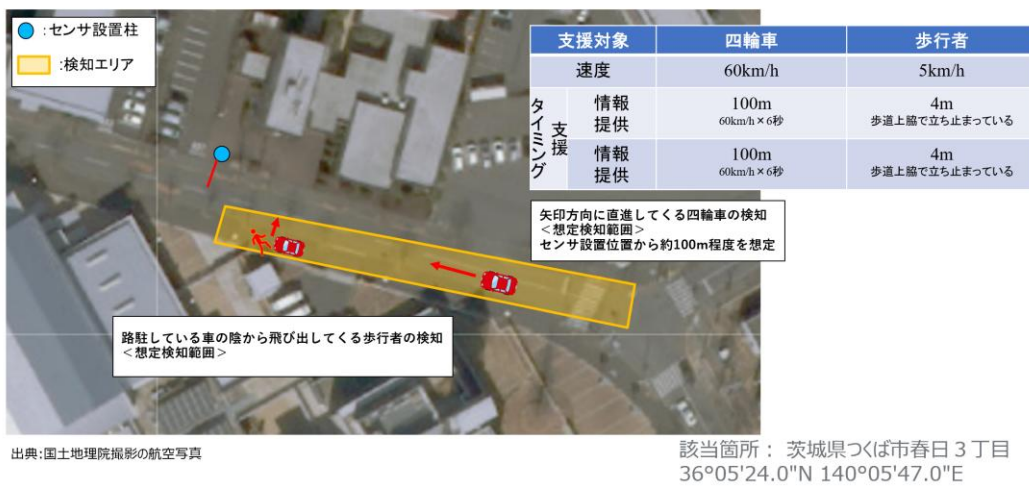 :センサ設置柱
:検知エリア
支援対象 四輪車 歩行者
速度 60km/h 5km/h
支援タイミング
情報提供 100m 4m
60km/h×6秒 歩道上脇で立ち止まっている
情報提供 100m 4m
60km/h×6秒 歩道上脇で立ち止まっている
矢印方向に直進してくる四輪車の検知
<想定検知範囲>
センサ設置位置から約100m程度を想定
路駐している車の陰から飛び出してくる歩行者の検知
<想定検知範囲>
出典:国土地理院撮影の航空写真
該当箇所: 茨城県つくば市春日3丁目
36°05'24.0"N 140°05'47.0"E